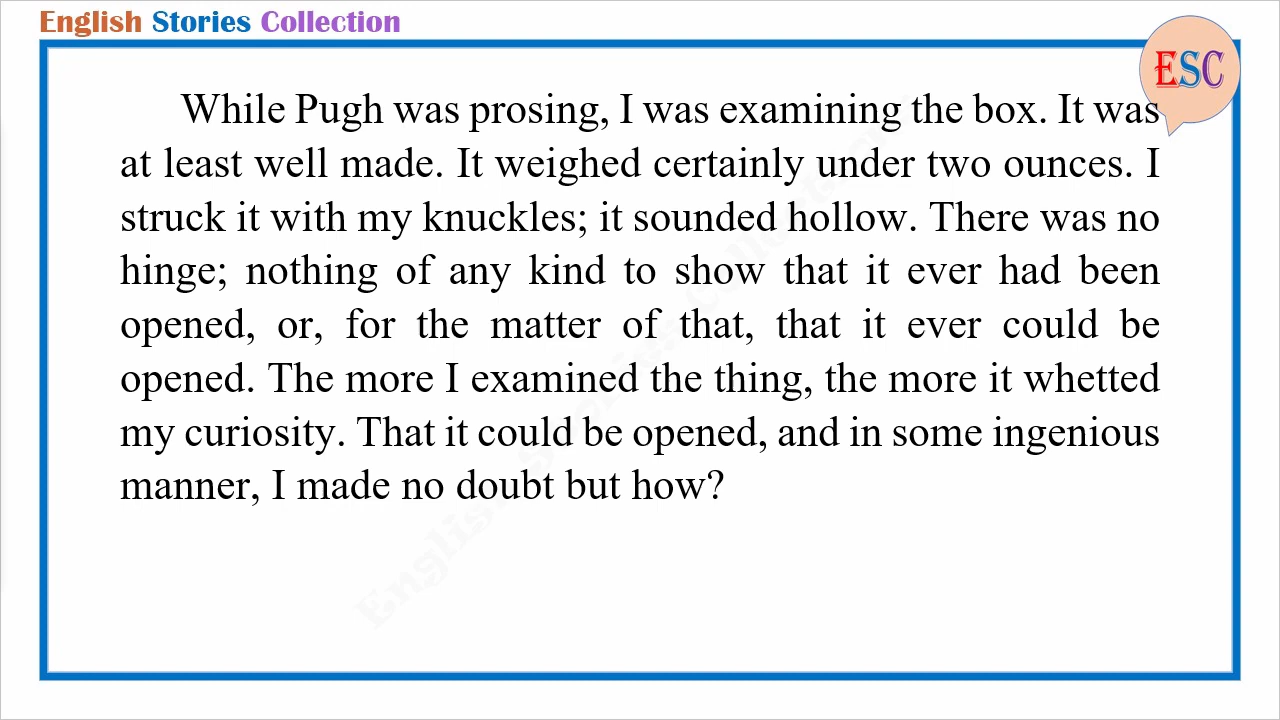 English Stories Collection
ESC
While Pugh was prosing, I was examining the box. It was
at least well made. It weighed certainly under two ounces. I
struck it with my knuckles; it sounded hollow. There was no
hinge; nothing of any kind to show that it ever had been
opened, or, for the matter of that, that it ever could be
opened. The more I examined the thing, the more it whetted
my curiosity. That it could be opened, and in some ingenious
manner, I made no doubt but how?